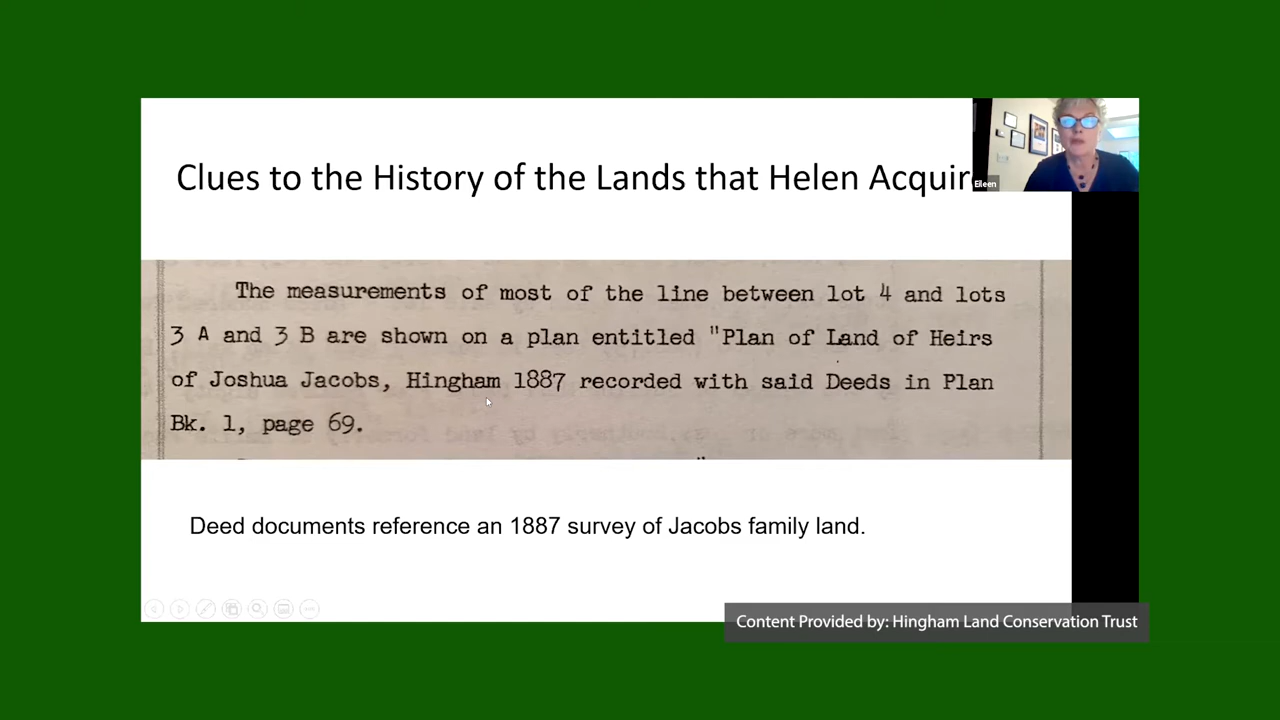 Clues to the History of the Lands that Helen Acquir
Eileen
The measurements of most of the line between lot 4 and lots
3 A and 3 B are shown on a plan entitled "Plan of Land of Heirs
of Joshua Jacobs, Hingham 1887 recorded with said Deeds in Plan
Bk. 1, page 69.
Deed documents reference an 1887 survey of Jacobs family land.
Content Provided by: Hingham Land Conservation Trust